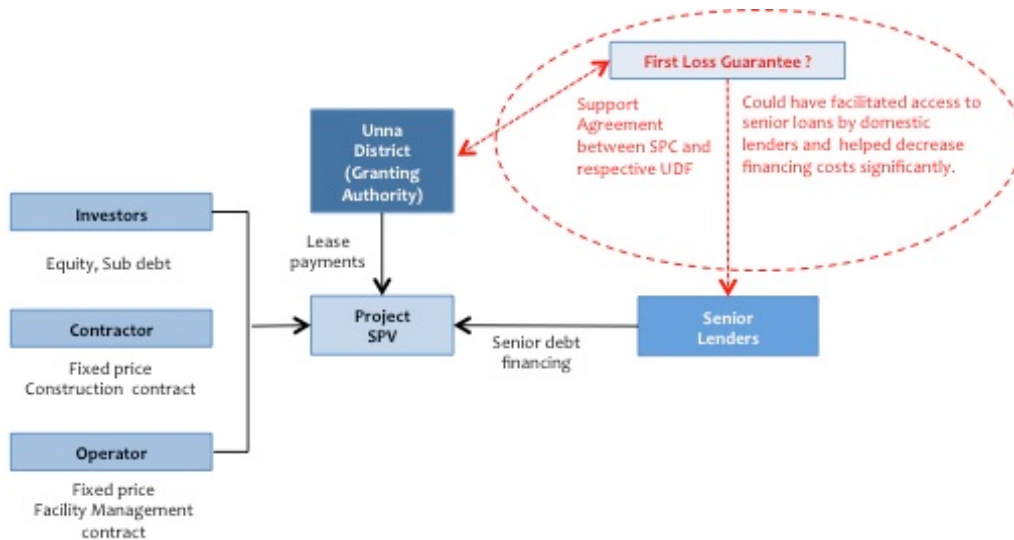 First Loss Guarantee ?
Support
Agreement
between SPC and
respective UDF
Could have facilitated access to
senior loans by domestic
lenders and helped decrease
financing costs significantly.
Unna
District
(Granting
Authority)
Lease
payments
Investors
Equity, Sub debt
Contractor
Fixed price
Construction contract
Operator
Fixed price
Facility Management
contract
Project
SPV
Senior debt
financing
Senior
Lenders